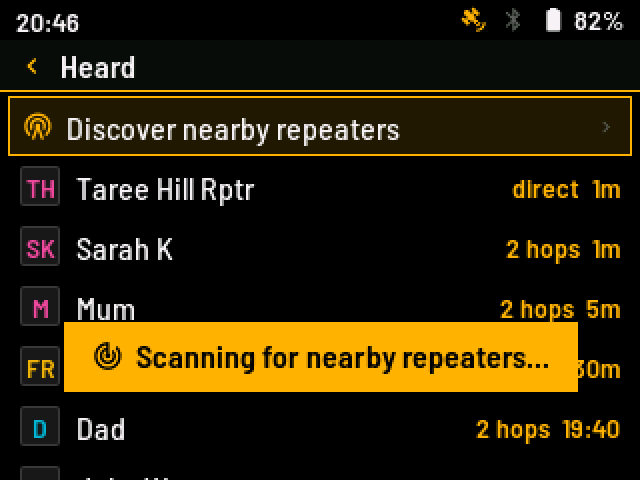 20:46 82%
Heard
Discover nearby repeaters
TH Taree Hill Rptr direct 1m
SK Sarah K 2 hops 1m
M Mum 2 hops 5m
FR 30m
Scanning for nearby repeaters...
D Dad 2 hops 19:40